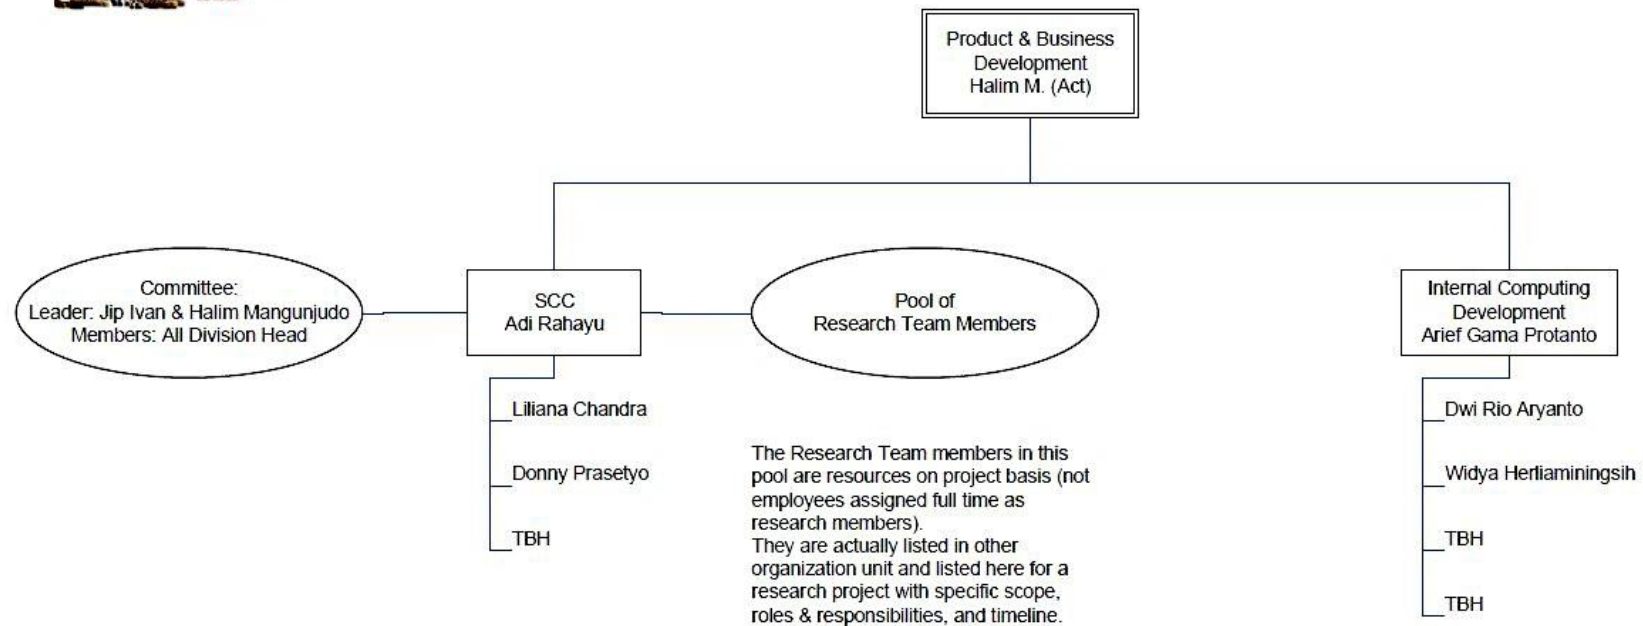 Product & Business
Development
Halim M. (Act)
Committee:
Leader: Jip Ivan & Halim Mangunjudo
Members: All Division Head
SCC
Adi Rahayu
Pool of
Research Team Members
Internal Computing
Development
Arief Gama Protanto
Liliana Chandra
Donny Prasetyo
TBH
The Research Team members in this
pool are resources on project basis (not
employees assigned full time as
research members).
They are actually listed in other
organization unit and listed here for a
research project with specific scope,
roles & responsibilities, and timeline.
Dwi Rio Aryanto
Widya Herliaminingsih
TBH
TBH